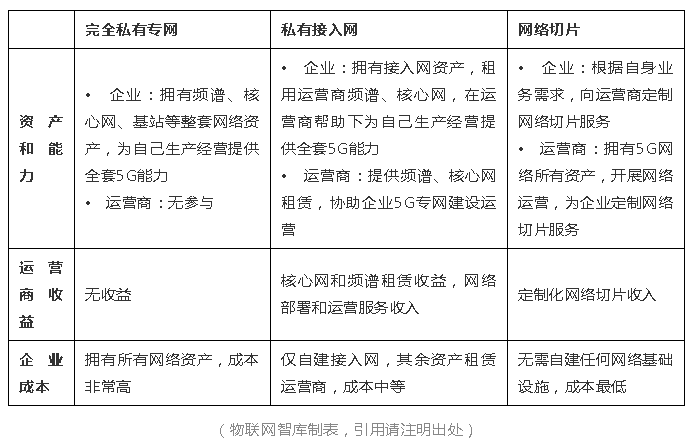 完全私有专网
私有接入网
网络切片
资产
和能
力
• 企业：拥有频谱、核
心网、基站等整套网络资
产，为自己生产经营提供
全套5G能力
• 运营商：无参与
• 企业：拥有接入网资产，租
用运营商频谱、核心网，在运
营商帮助下为自己生产经营提
供全套5G能力
• 运营商：提供频谱、核心网
租赁，协助企业5G专网建设运
营
• 企业：根据自身业
务需求，向运营商定制
网络切片服务
• 运营商：拥有5G网
络所有资产，开展网络
运营，为企业定制网络
切片服务
运营
商收
益
无收益
核心网和频谱租赁收益，网络
部署和运营服务收入
定制化网络切片收入
企业
成本
拥有所有网络资产，成本
非常高
仅自建接入网，其余资产租赁
运营商，成本中等
无需自建任何网络基础
设施，成本最低
（物联网智库制表，引用请注明出处）